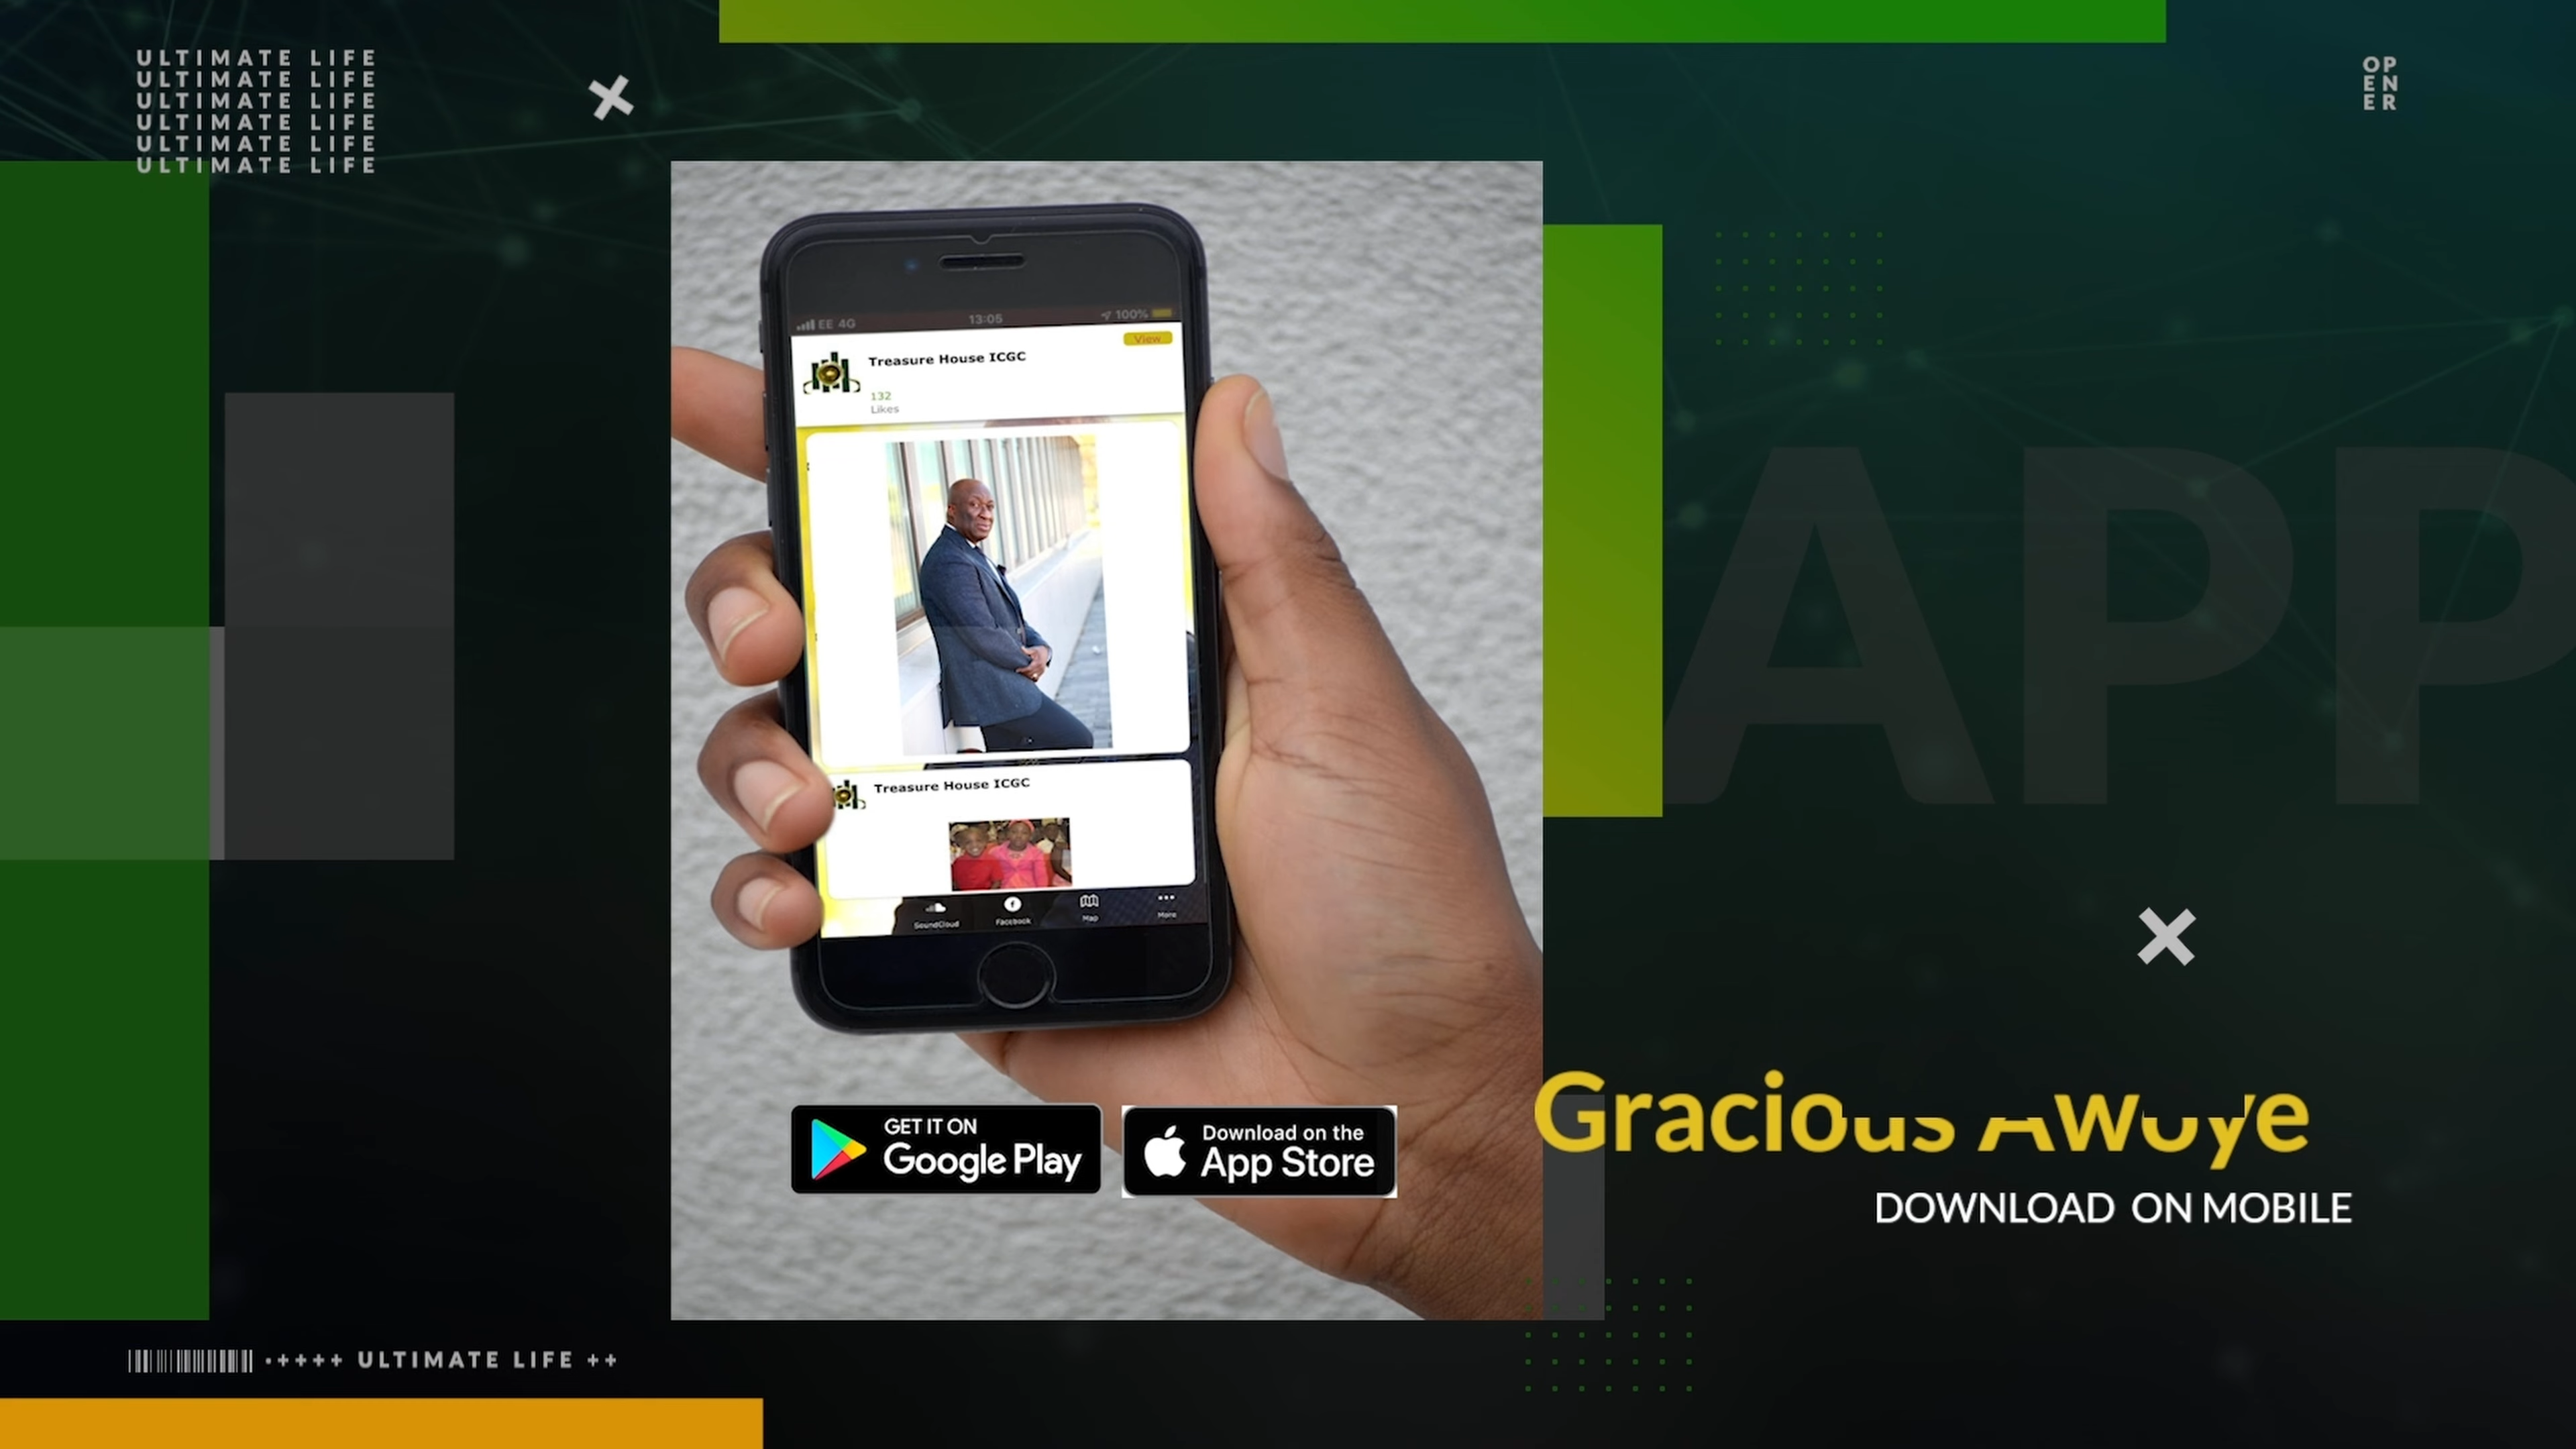 ULTIMATE LIFE
ULTIMATE LIFE
ULTIMATE LIFE
ULTIMATE LIFE
ULTIMATE LIFE
ULTIMATE LIFE
OP
EN
ER
EE 4G 13:05 100%
View
Treasure House ICGC
132
Likes
Treasure House ICGC
SoundCloud Facebook Map More
APP
GET IT ON
Google Play
Download on the
App Store
Gracious Awoye
DOWNLOAD ON MOBILE
+++++ ULTIMATE LIFE ++